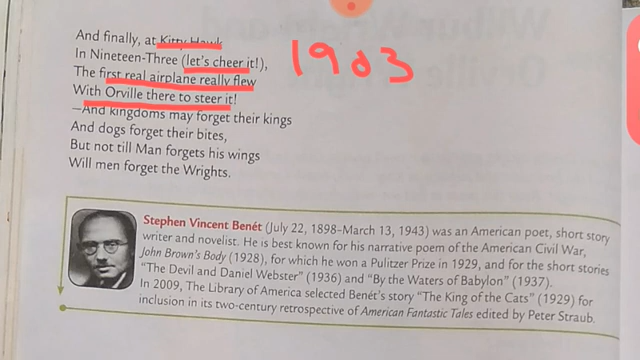 And finally, at Kitty Hawk
In Nineteen-Three (let's cheer it!),
The first real airplane really flew
With Orville there to steer it!
—And kingdoms may forget their kings
And dogs forget their bites,
But not till Man forgets his wings
Will men forget the Wrights.
1903
Stephen Vincent Benét (July 22, 1898–March 13, 1943) was an American poet, short story
writer and novelist. He is best known for his narrative poem of the American Civil War,
John Brown's Body (1928), for which he won a Pulitzer Prize in 1929, and for the short stories
“The Devil and Daniel Webster” (1936) and “By the Waters of Babylon” (1937).
In 2009, The Library of America selected Benét's story “The King of the Cats” (1929) for
inclusion in its two-century retrospective of American Fantastic Tales edited by Peter Straub.